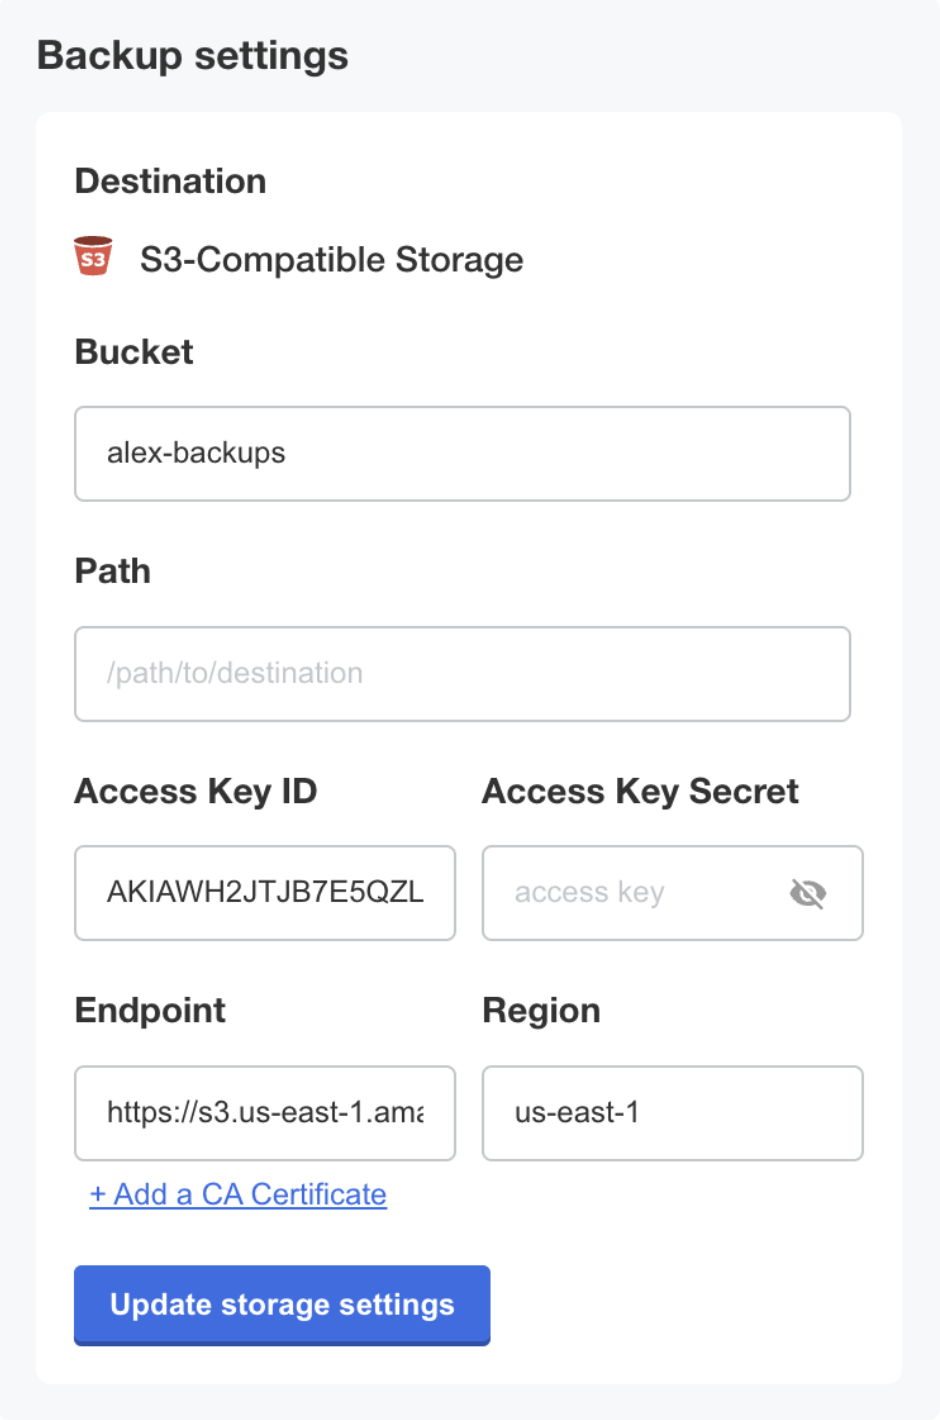 Backup settings
Destination
S3 S3-Compatible Storage
Bucket
alex-backups
Path
/path/to/destination
Access Key ID Access Key Secret
AKIAWH2JTJB7E5QZL access key
Endpoint Region
https://s3.us-east-1.ama us-east-1
+ Add a CA Certificate
Update storage settings